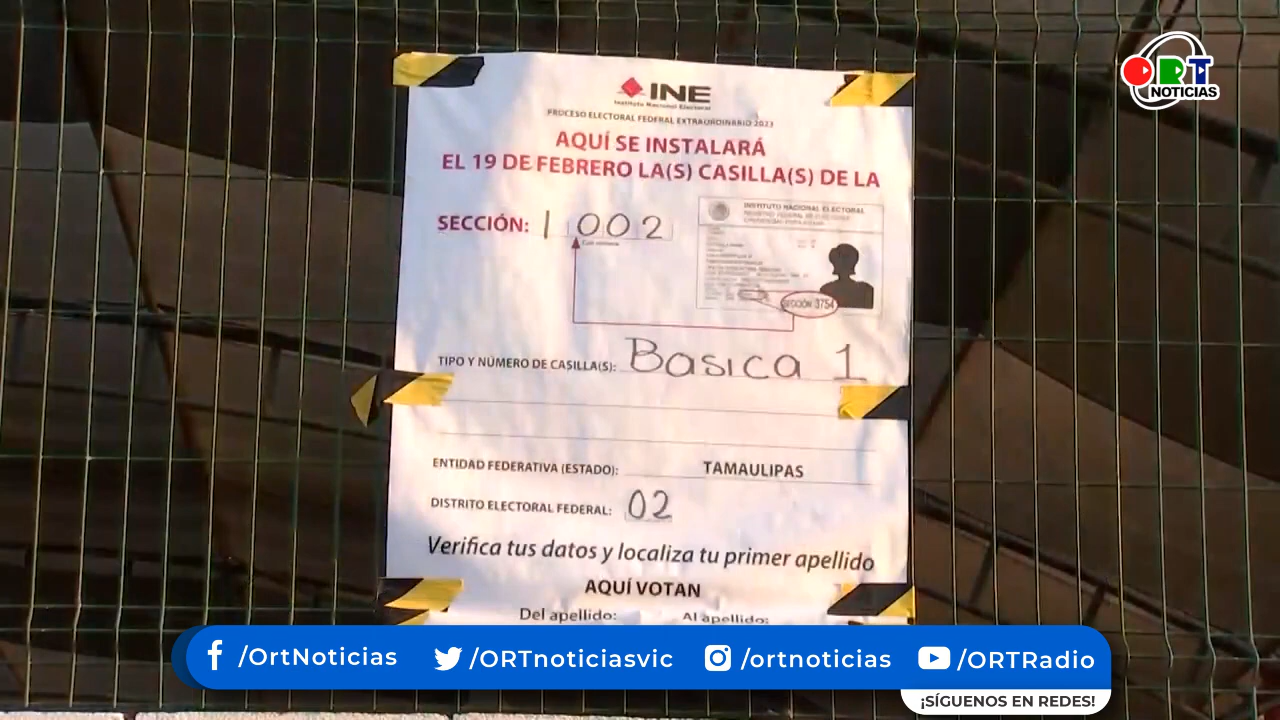 ORT
NOTICIAS
INE
Instituto Nacional Electoral
PROCESO ELECTORAL FEDERAL EXTRAORDINARIO 2023
AQUÍ SE INSTALARÁ
EL 19 DE FEBRERO LA(S) CASILLA(S) DE LA
INSTITUTO NACIONAL ELECTORAL
SECCIÓN: 1002
SECCIÓN 3754
TIPO Y NÚMERO DE CASILLA(S): Basica 1
ENTIDAD FEDERATIVA (ESTADO): TAMAULIPAS
DISTRITO ELECTORAL FEDERAL: 02
Verifica tus datos y localiza tu primer apellido
AQUÍ VOTAN
Del apellido: Al apellido:
/OrtNoticias /ORTnoticiasvic /ortnoticias /ORTRadio
¡SÍGUENOS EN REDES!